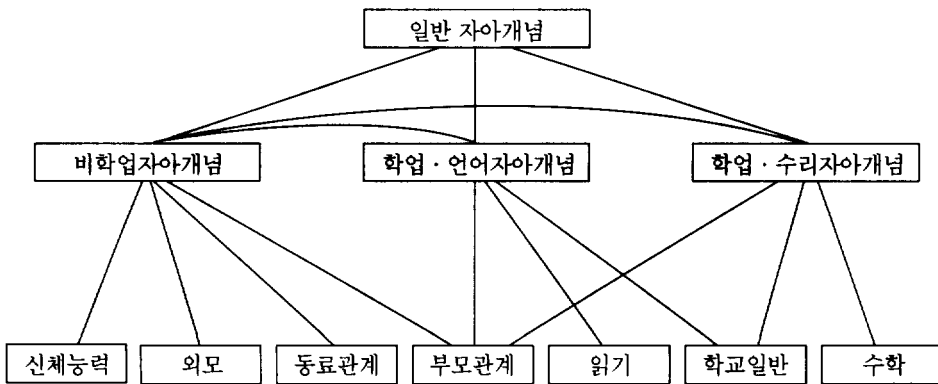 일반 자아개념
비학업자아개념
학업·언어자아개념
학업·수리자아개념
신체능력
외모
동료관계
부모관계
읽기
학교일반
수학